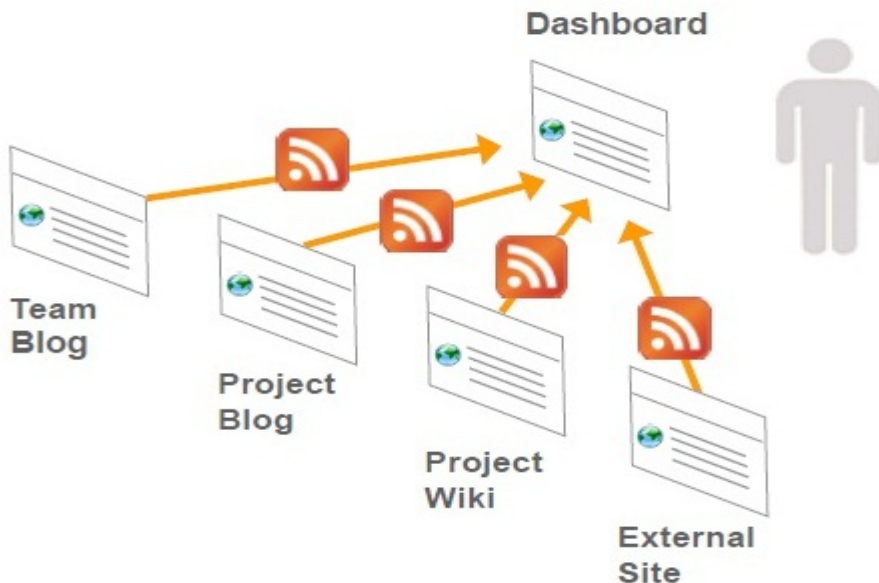 Dashboard
Team
Blog
Project
Blog
Project
Wiki
External
Site